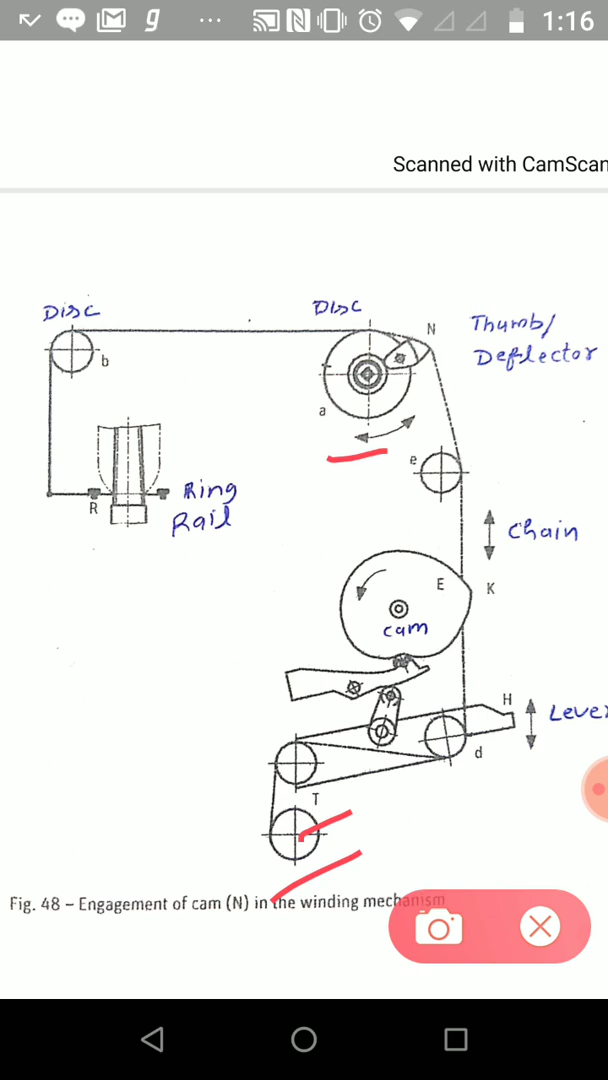 1:16
Scanned with CamScan
Disc
Disc
N
Thumb/
Deflector
b
a
e
R
Ring
Rail
Chain
E
K
cam
H
Lever
d
T
Fig. 48 – Engagement of cam (N) in the winding mechanism